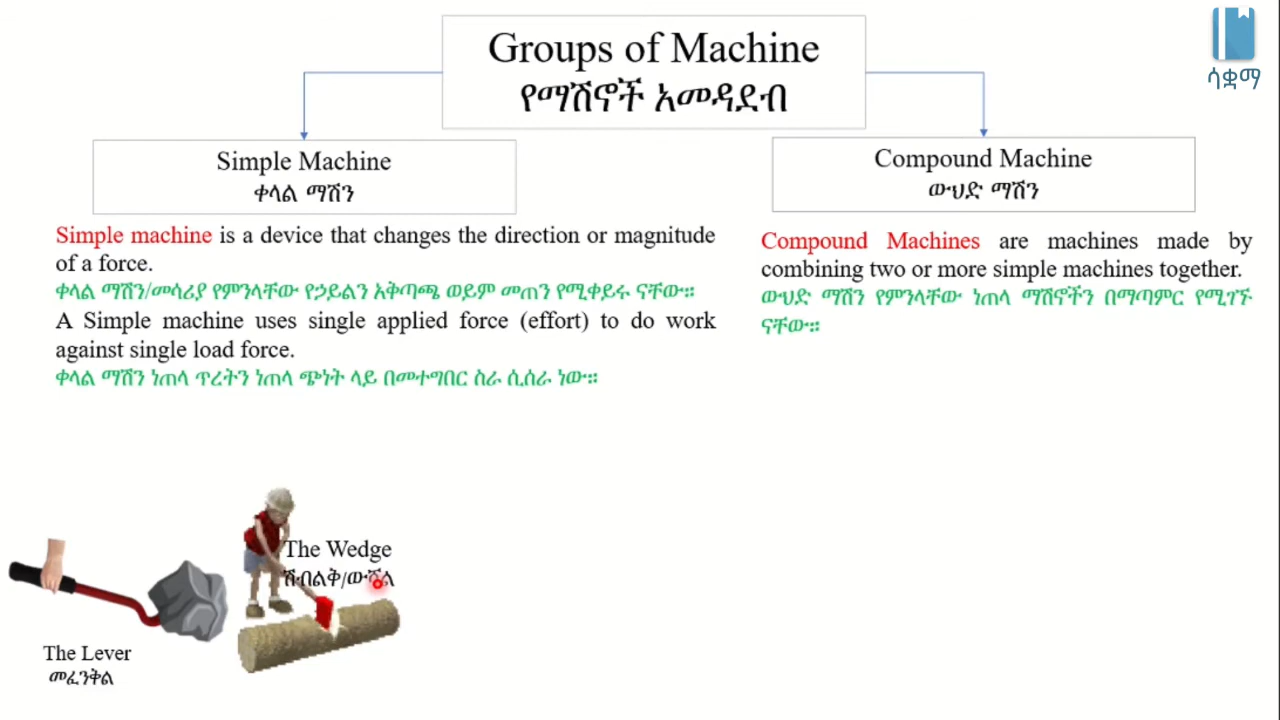 Groups of Machine
የማሽኖች አመዳደብ
ሳቋማ
Simple Machine
ቀላል ማሽን
Compound Machine
ውህድ ማሽን
Simple machine is a device that changes the direction or magnitude
of a force.
ቀላል ማሽን/መሳሪያ የምንላቸው የኃይልን አቅጣጫ ወይም መጠን የሚቀይሩ ናቸው።
A Simple machine uses single applied force (effort) to do work
against single load force.
ቀላል ማሽን ነጠላ ጥረትን ነጠላ ጭነት ላይ በመተግበር ስራ ሲሰራ ነው።
Compound Machines are machines made by
combining two or more simple machines together.
ውህድ ማሽን የምንላቸው ነጠላ ማሽኖችን በማጣምር የሚገኙ
ናቸው።
The Wedge
ሽብልቅ/ውሻል
The Lever
መፈንቅል